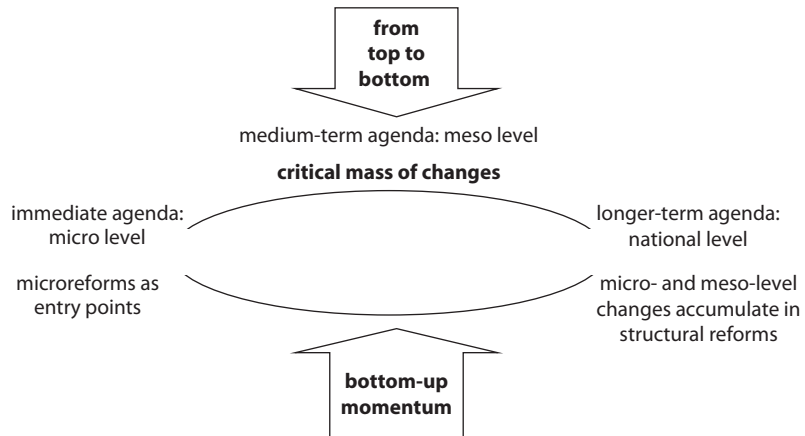 from
top to
bottom
medium-term agenda: meso level
critical mass of changes
immediate agenda:
micro level
longer-term agenda:
national level
microreforms as
entry points
micro- and meso-level
changes accumulate in
structural reforms
bottom-up
momentum